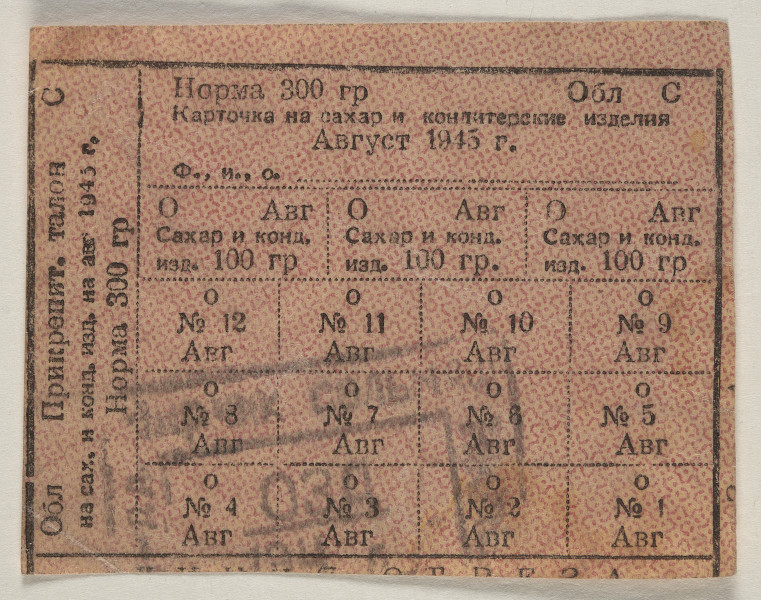 Норма 300 гр Обл С
Карточка на сахар и кондитерские изделия
Август 1945 г.
Ф., и., о.
О Авг О Авг О Авг
Сахар и конд. Сахар и конд. Сахар и конд.
изд. 100 гр изд. 100 гр. изд. 100 гр
о о о о
№ 12 № 11 № 10 № 9
Авг Авг Авг Авг
о о о о
№ 8 № 7 № 6 № 5
Авг Авг Авг Авг
о о о о
№ 4 № 3 № 2 № 1
Авг Авг Авг Авг
Обл Прикрепит. талон С
на сах. и конд. изд. на авг 1945 г.
Норма 300 гр